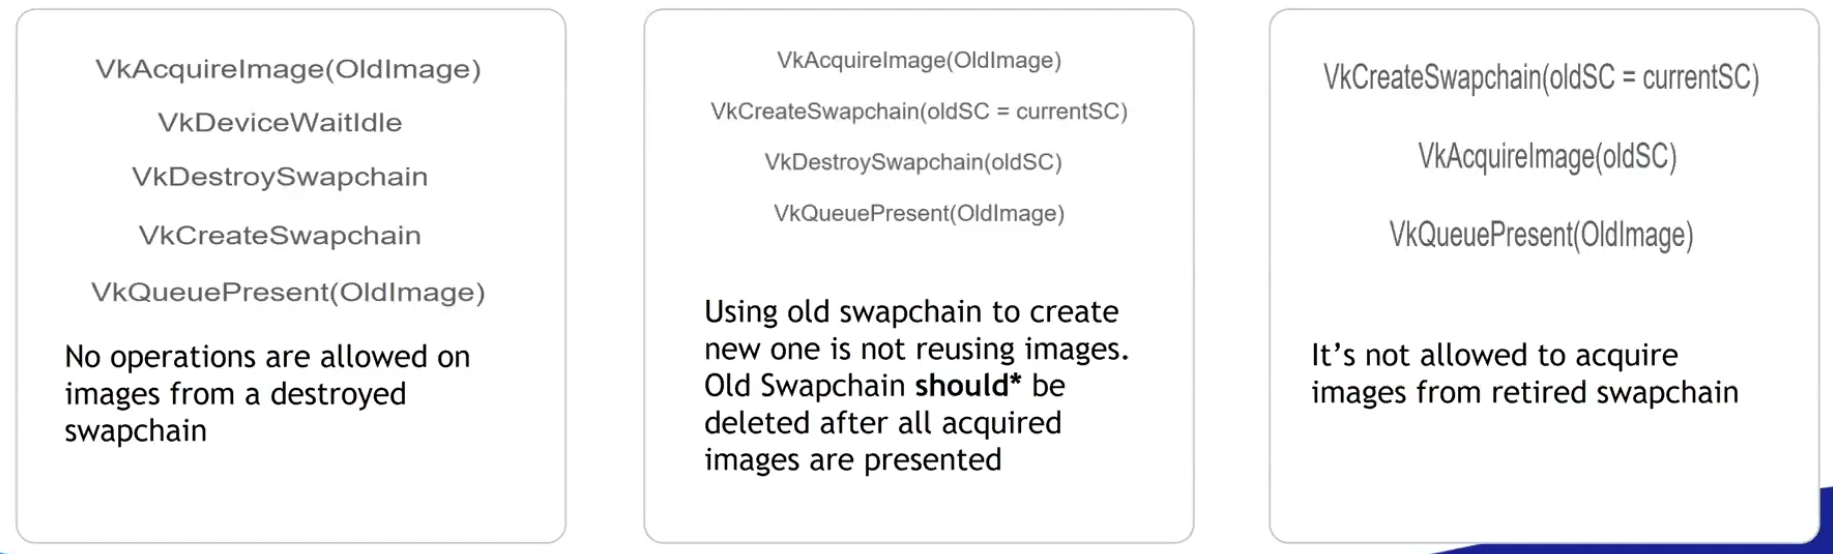 VkAcquireImage(OldImage)
VkDeviceWaitIdle
VkDestroySwapchain
VkCreateSwapchain
VkQueuePresent(OldImage)
No operations are allowed on
images from a destroyed
swapchain
VkAcquireImage(OldImage)
VkCreateSwapchain(oldSC = currentSC)
VkDestroySwapchain(oldSC)
VkQueuePresent(OldImage)
Using old swapchain to create
new one is not reusing images.
Old Swapchain should* be
deleted after all acquired
images are presented
VkCreateSwapchain(oldSC = currentSC)
VkAcquireImage(oldSC)
VkQueuePresent(OldImage)
It’s not allowed to acquire
images from retired swapchain